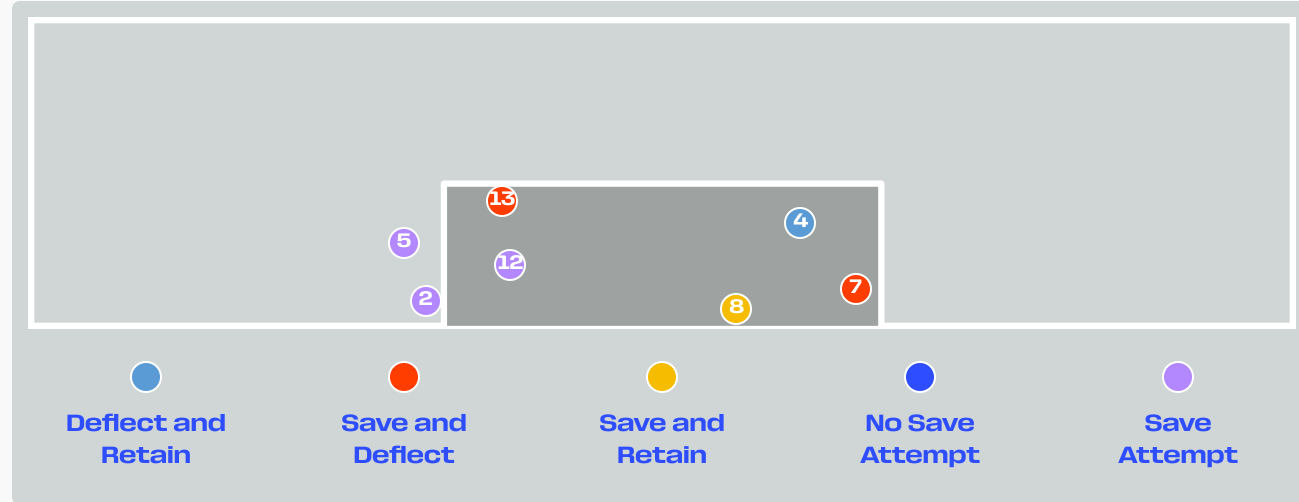 13
4
5
12
7
2
8
Deflect and
Retain
Save and
Deflect
Save and
Retain
No Save
Attempt
Save
Attempt